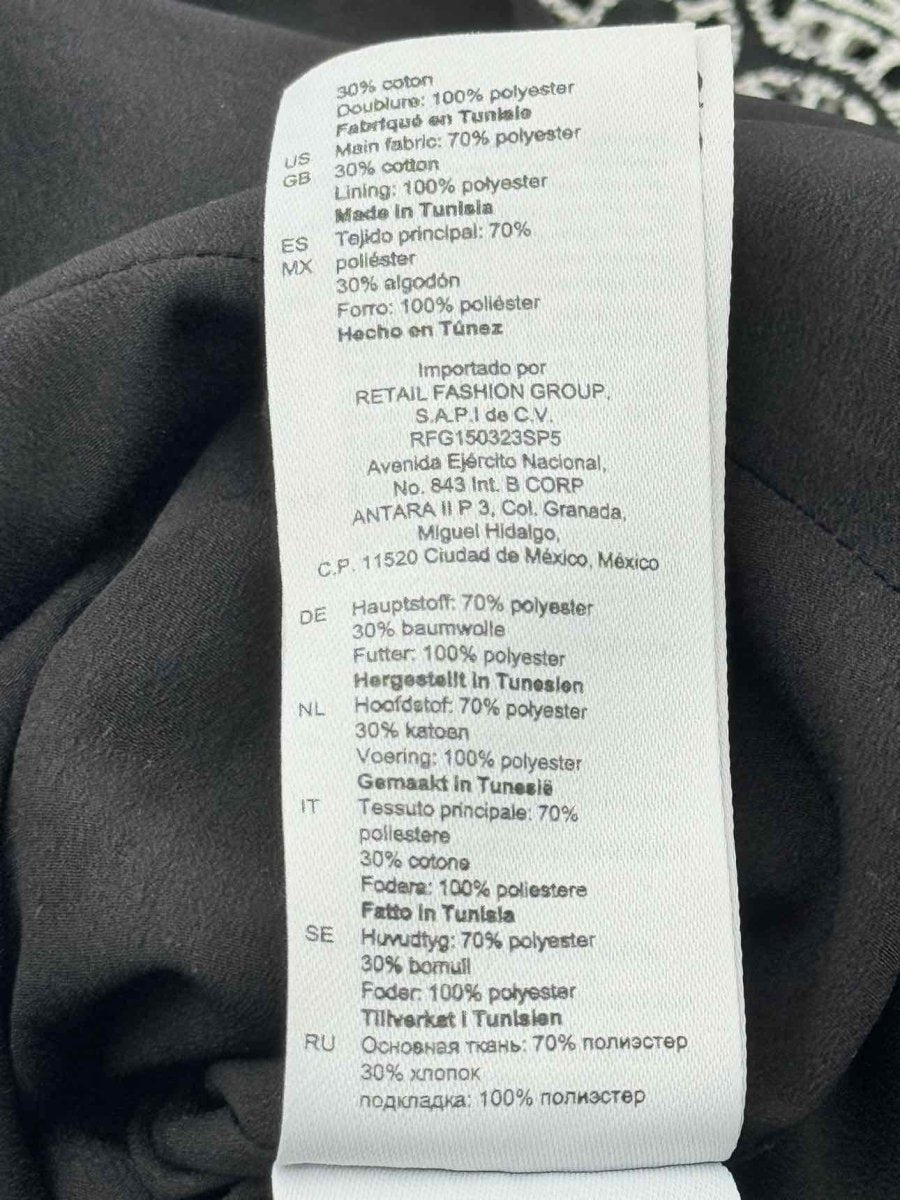 30% coton
Doublure: 100% polyester
Fabriqué en Tunisie
US Main fabric: 70% polyester
GB 30% cotton
Lining: 100% polyester
Made in Tunisia
ES Tejido principal: 70%
MX poliéster
30% algodón
Forro: 100% poliéster
Hecho en Túnez
Importado por
RETAIL FASHION GROUP,
S.A.P.I de C.V.
RFG150323SP5
Avenida Ejército Nacional,
No. 843 Int. B CORP
ANTARA II P 3, Col. Granada,
Miguel Hidalgo,
C.P. 11520 Ciudad de México, México
DE Hauptstoff: 70% polyester
30% baumwolle
Futter: 100% polyester
Hergestellt in Tunesien
NL Hoofdstof: 70% polyester
30% katoen
Voering: 100% polyester
Gemaakt in Tunesië
IT Tessuto principale: 70%
poliestere
30% cotone
Fodera: 100% poliestere
Fatto in Tunisia
SE Huvudtyg: 70% polyester
30% bomull
Foder: 100% polyester
Tillverkat i Tunisien
RU Основная ткань: 70% полиэстер
30% хлопок
подкладка: 100% полиэстер